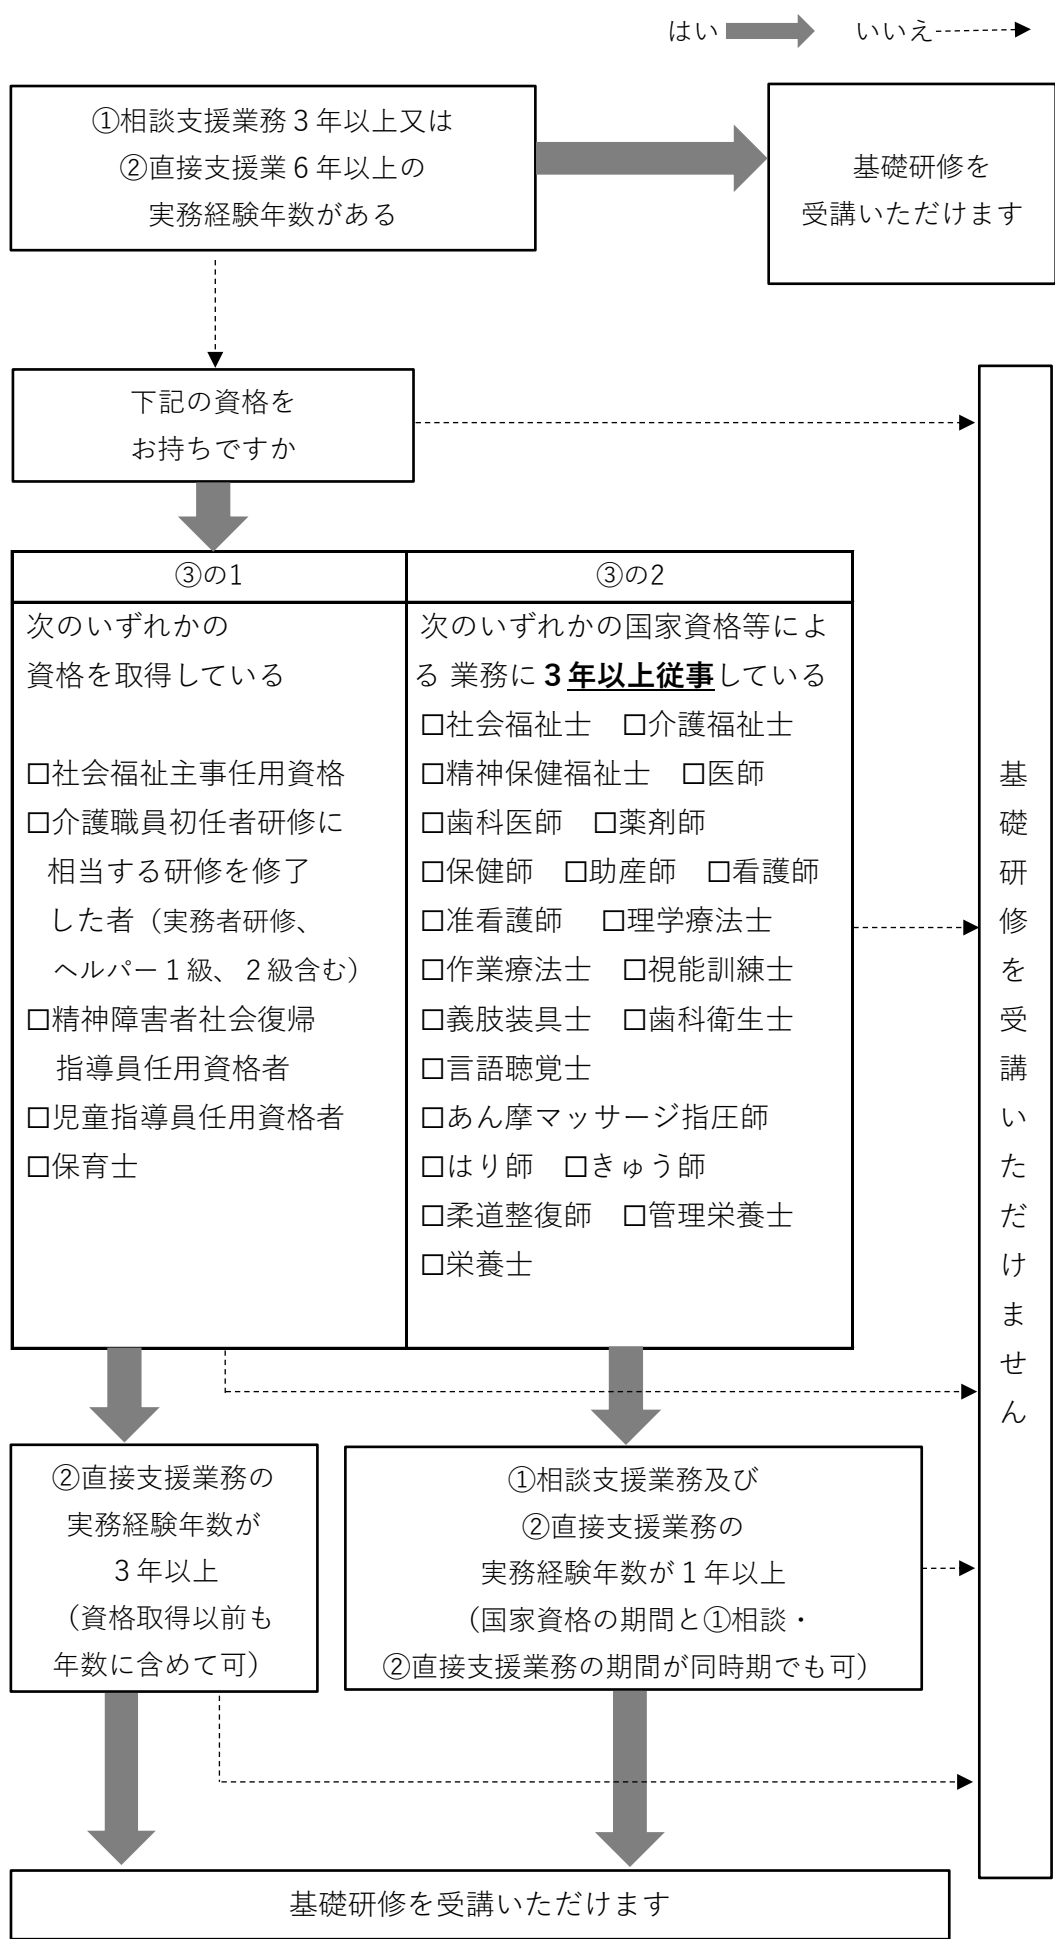 はい いいえ
①相談支援業務３年以上又は
②直接支援業６年以上の
実務経験年数がある
基礎研修を
受講いただけます
下記の資格を
お持ちですか
③の1
次のいずれかの
資格を取得している
□社会福祉主事任用資格
□介護職員初任者研修に
相当する研修を修了
した者（実務者研修、
ヘルパー１級、２級含む）
□精神障害者社会復帰
指導員任用資格者
□児童指導員任用資格者
□保育士
③の2
次のいずれかの国家資格等によ
る 業務に３年以上従事している
□社会福祉士　□介護福祉士
□精神保健福祉士　□医師
□歯科医師　□薬剤師
□保健師　□助産師　□看護師
□准看護師　□理学療法士
□作業療法士　□視能訓練士
□義肢装具士　□歯科衛生士
□言語聴覚士
□あん摩マッサージ指圧師
□はり師　□きゅう師
□柔道整復師　□管理栄養士
□栄養士
基礎研修を受講いただけません
②直接支援業務の
実務経験年数が
３年以上
（資格取得以前も
年数に含めて可）
①相談支援業務及び
②直接支援業務の
実務経験年数が１年以上
（国家資格の期間と①相談・
②直接支援業務の期間が同時期でも可）
基礎研修を受講いただけます